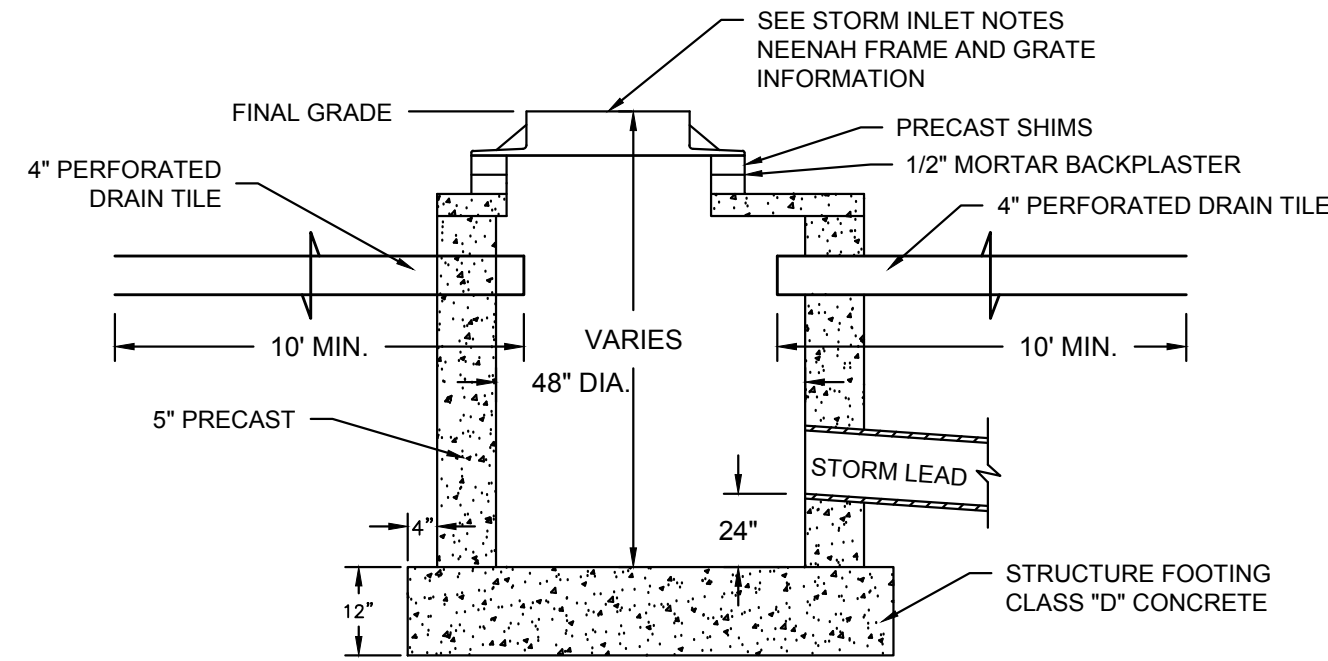 SEE STORM INLET NOTES
NEENAH FRAME AND GRATE
INFORMATION
FINAL GRADE
PRECAST SHIMS
1/2" MORTAR BACKPLASTER
4" PERFORATED
DRAIN TILE
4" PERFORATED DRAIN TILE
10' MIN.
VARIES
10' MIN.
48" DIA.
5" PRECAST
STORM LEAD
24"
4"
STRUCTURE FOOTING
CLASS "D" CONCRETE
12"